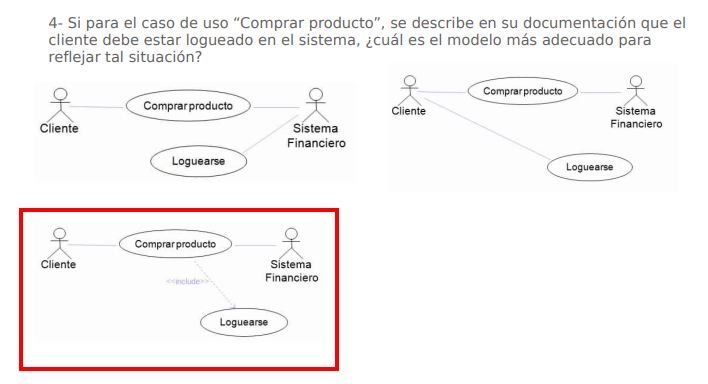 4- Si para el caso de uso “Comprar producto”, se describe en su documentación que el
cliente debe estar logueado en el sistema, ¿cuál es el modelo más adecuado para
reflejar tal situación?
Comprar producto
Cliente
Sistema
Financiero
Loguearse
Comprar producto
Cliente
Sistema
Financiero
Loguearse
Comprar producto
Cliente
Sistema
Financiero
<<include>>
Loguearse